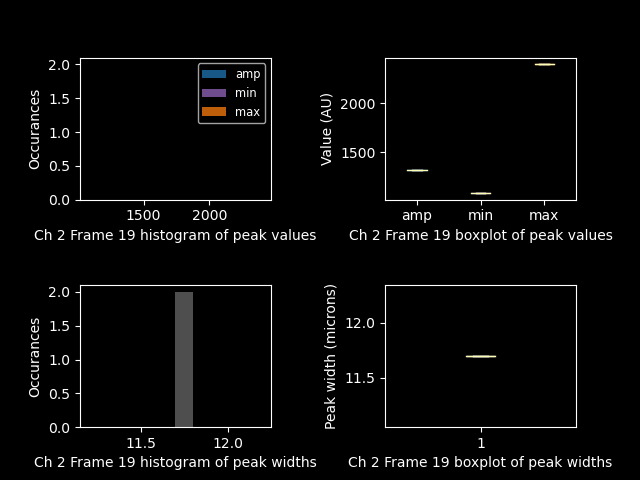 2.0
1.5
1.0
0.5
0.0
Occurances
amp
min
max
1500 2000
Ch 2 Frame 19 histogram of peak values
Value (AU)
2000
1500
amp min max
Ch 2 Frame 19 boxplot of peak values
2.0
1.5
1.0
0.5
0.0
Occurances
11.5 12.0
Ch 2 Frame 19 histogram of peak widths
Peak width (microns)
12.0
11.5
1
Ch 2 Frame 19 boxplot of peak widths